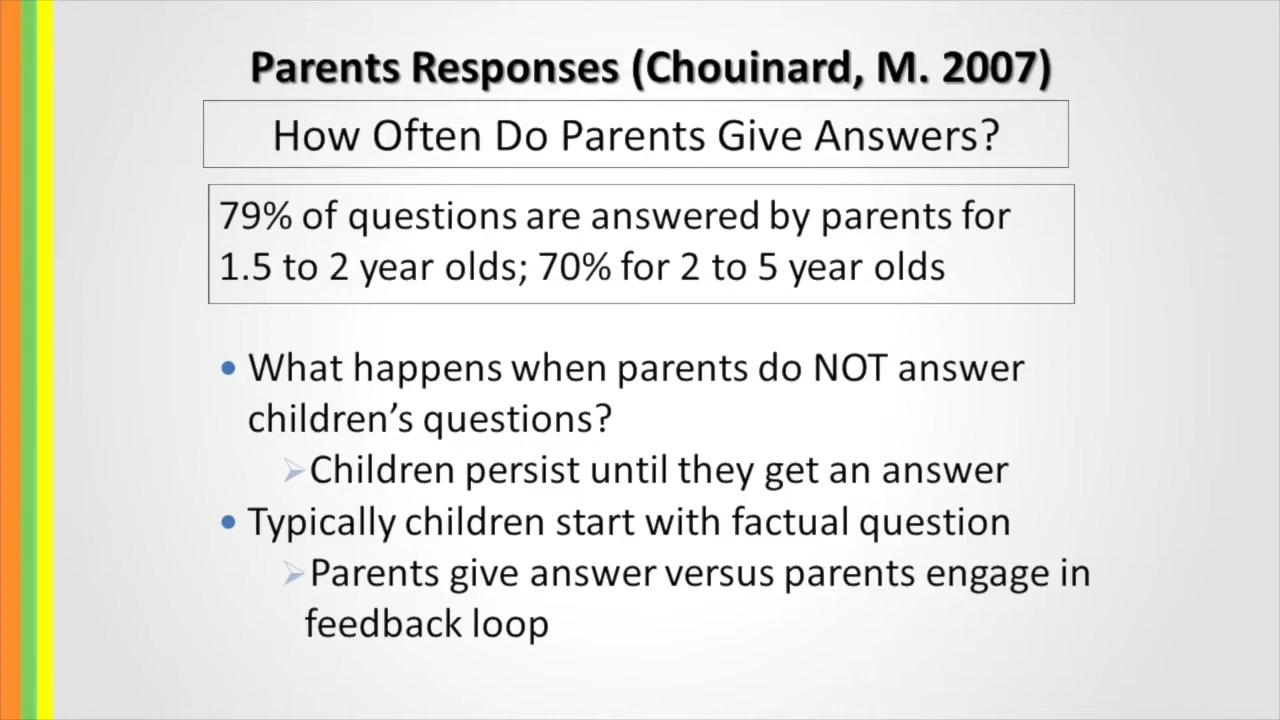 Parents Responses (Chouinard, M. 2007)
How Often Do Parents Give Answers?
79% of questions are answered by parents for
1.5 to 2 year olds; 70% for 2 to 5 year olds
• What happens when parents do NOT answer
children’s questions?
➢Children persist until they get an answer
• Typically children start with factual question
➢Parents give answer versus parents engage in
feedback loop